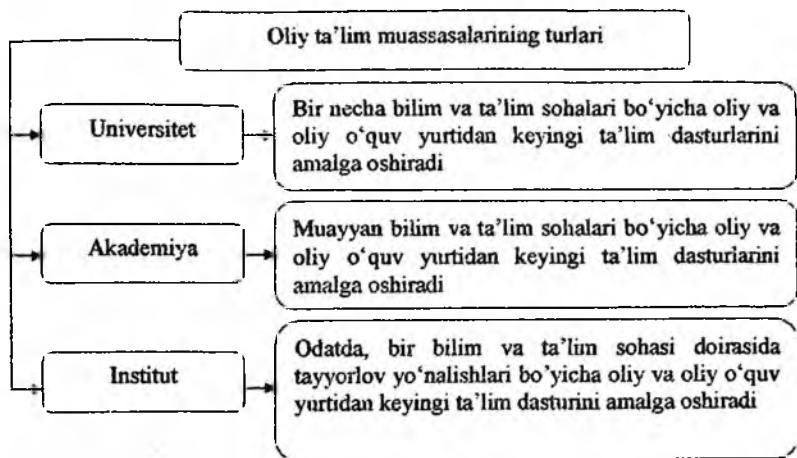 Oliy ta’lim muassasalarining turlari
Universitet
Bir necha bilim va ta’lim sohalari bo‘yicha oliy va
oliy o‘quv yurtidan keyingi ta’lim dasturlarini
amalga oshiradi
Akademiya
Muayyan bilim va ta’lim sohalari bo‘yicha oliy va
oliy o‘quv yurtidan keyingi ta’lim dasturlarini
amalga oshiradi
Institut
Odatda, bir bilim va ta’lim sohasi doirasida
tayyorlov yo‘nalishlari bo’yicha oliy va oliy o‘quv
yurtidan keyingi ta’lim dasturini amalga oshiradi